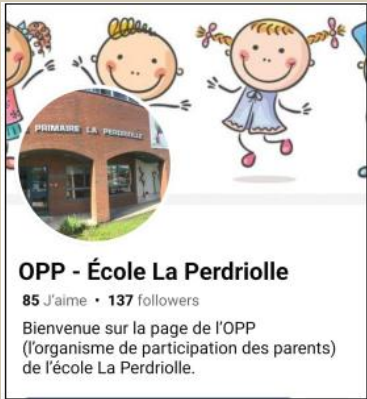 PRIMAIRE LA PERDRIOLLE
OPP - École La Perdriolle
85 J'aime • 137 followers
Bienvenue sur la page de l'OPP
(l'organisme de participation des parents)
de l'école La Perdriolle.